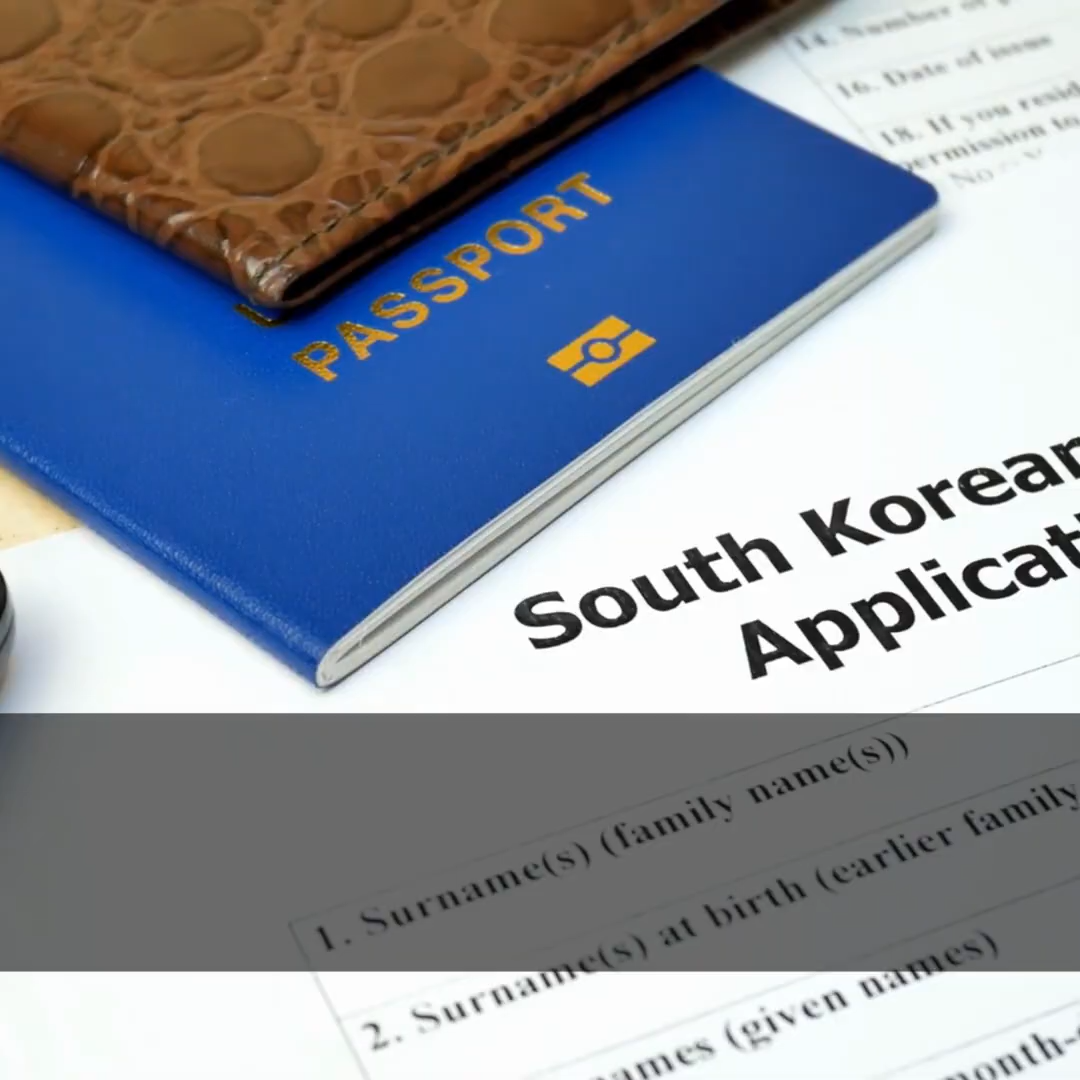 14. Number of
16. Date of issue
18. If you resid
permission to
No
PASSPORT
South Korean
Applicat
1. Surname(s) (family name(s))
2. Surname(s) at birth (earlier family
names (given names)
month-